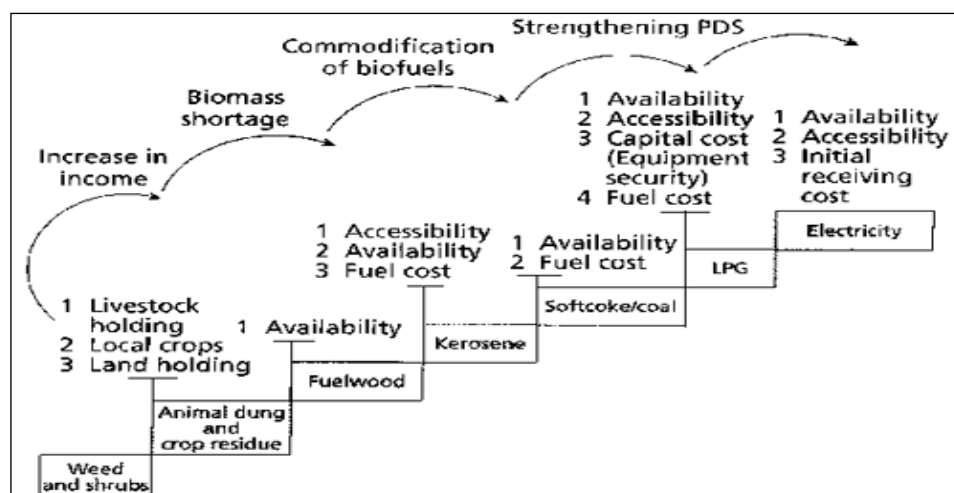 Strengthening PDS
Commodification
of biofuels
Biomass
shortage
Increase in
income
1 Availability
2 Accessibility
3 Capital cost
(Equipment
security)
4 Fuel cost
1 Availability
2 Accessibility
3 Initial
receiving
cost
1 Accessibility
2 Availability
3 Fuel cost
1 Availability
2 Fuel cost
1 Livestock
holding
2 Local crops
3 Land holding
1 Availability
Electricity
LPG
Softcoke/coal
Kerosene
Fuelwood
Animal dung
and
crop residue
Weed
and shrubs